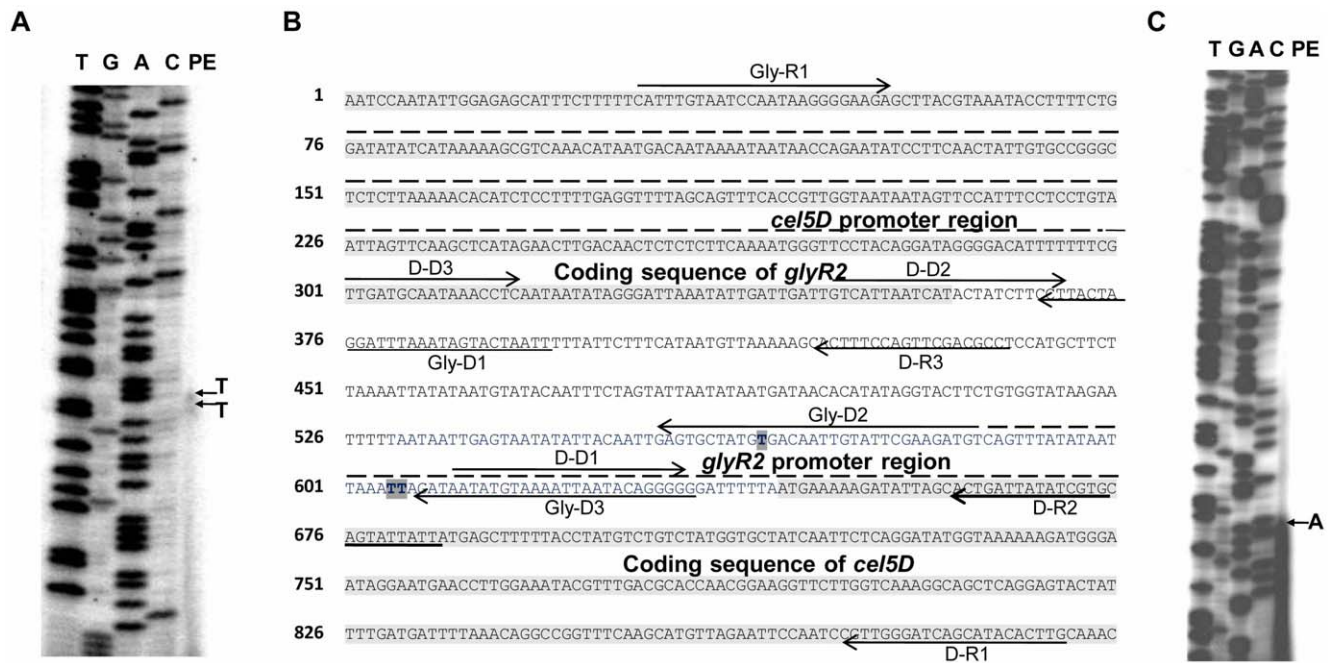 A
T G A C PE
T
T
B
Gly-R1
1 AATCCAATATTGGAGAGCATTTCTTTTTCATTTGTAATCCAATAAGGGGAAGAGCTTACGTAAATACCTTTTCTG
76 GATATATCATAAAAAGCGTCAAACATAATGACAATAAAATAATAACCAGAATATCCTTCAACTATTGTGCCGGGC
151 TCTCTTAAAAACACATCTCCTTTTGAGGTTTTAGCAGTTTCACCGTTGGTAATAATAGTTCCATTTCCTCCTGTA
cel5D promoter region
226 ATTAGTTCAAGCTCATAGAACTTGACAACTCTCTCTTCAAAATGGGTTCCTACAGGATAGGGGACATTTTTTTCG
D-D3 Coding sequence of glyR2 D-D2
301 TTGATGCAATAAACCTCAATAATATAGGGATTAAATATTGATTGATTGTCATTAATCATACTATCTTCCTTACTA
376 GGATTTAAATAGTACTAATTTTTATTCTTTCATAATGTTAAAAAGCACTTTCCAGTTCGACGCCTCCATGCTTCT
Gly-D1 D-R3
451 TAAAATTATATAATGTATACAATTTCTAGTATTAATATAATGATAACACATATAGGTACTTCTGTGGTATAAGAA
Gly-D2
526 TTTTTAATAATTGAGTAATATATTACAATTGAGTGCTATGTGACAATTGTATTCGAAGATGTCAGTTTATATAAT
D-D1 glyR2 promoter region
601 TAAATTAGATAATATGTAAAATTAATACAGGGGGGATTTTTAATGAAAAAGATATTAGCACTGATTATATCGTGC
Gly-D3 D-R2
676 AGTATTATTATGAGCTTTTTACCTATGTCTGTCTATGGTGCTATCAATTCTCAGGATATGGTAAAAAAGATGGGA
Coding sequence of cel5D
751 ATAGGAATGAACCTTGGAAATACGTTTGACGCACCAACGGAAGGTTCTTGGTCAAAGGCAGCTCAGGAGTACTAT
826 TTTGATGATTTTAAACAGGCCGGTTTCAAGCATGTTAGAATTCCAATCCGTTGGGATCAGCATACACTTGCAAAC
D-R1
C
T G A C PE
A